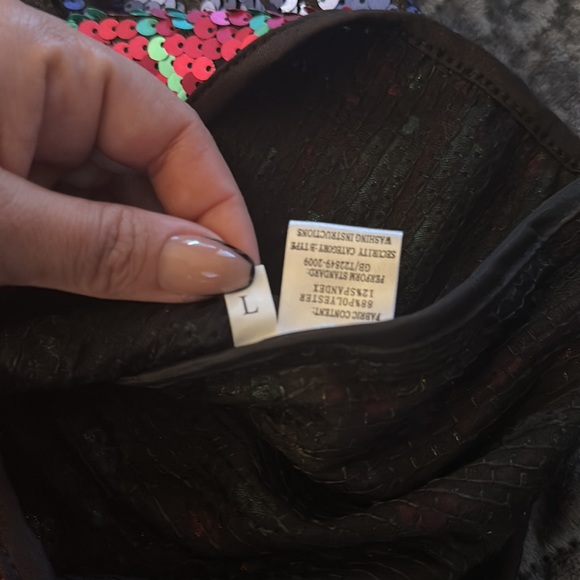 FABRIC CONTENT:
88%POLYESTER
12%SPANDEX
PERFORM STANDARD:
GB/T22849-2009
SECURITY CATEGORY:B TYPE
WASHING INSTRUCTIONS
L